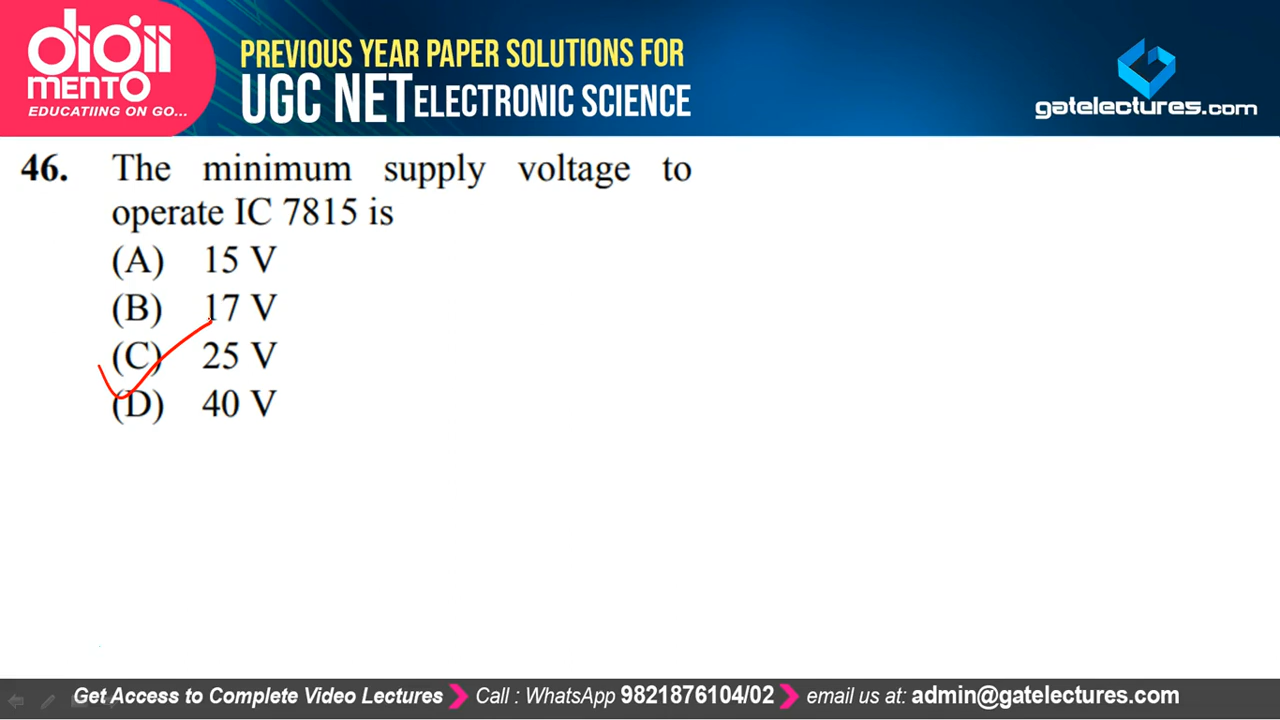 dioii
MENTO
EDUCATIING ON GO...
PREVIOUS YEAR PAPER SOLUTIONS FOR
UGC NET ELECTRONIC SCIENCE
gatelectures.com
46. The minimum supply voltage to
operate IC 7815 is
(A) 15 V
(B) 17 V
(C) 25 V
(D) 40 V
Get Access to Complete Video Lectures Call : WhatsApp 9821876104/02 email us at: admin@gatelectures.com